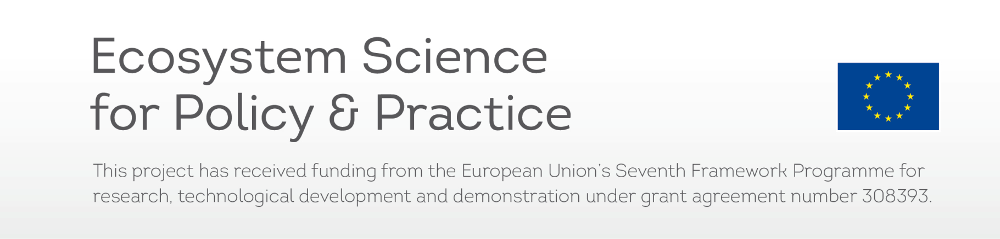 Ecosystem Science
for Policy & Practice
This project has received funding from the European Union's Seventh Framework Programme for
research, technological development and demonstration under grant agreement number 308393.